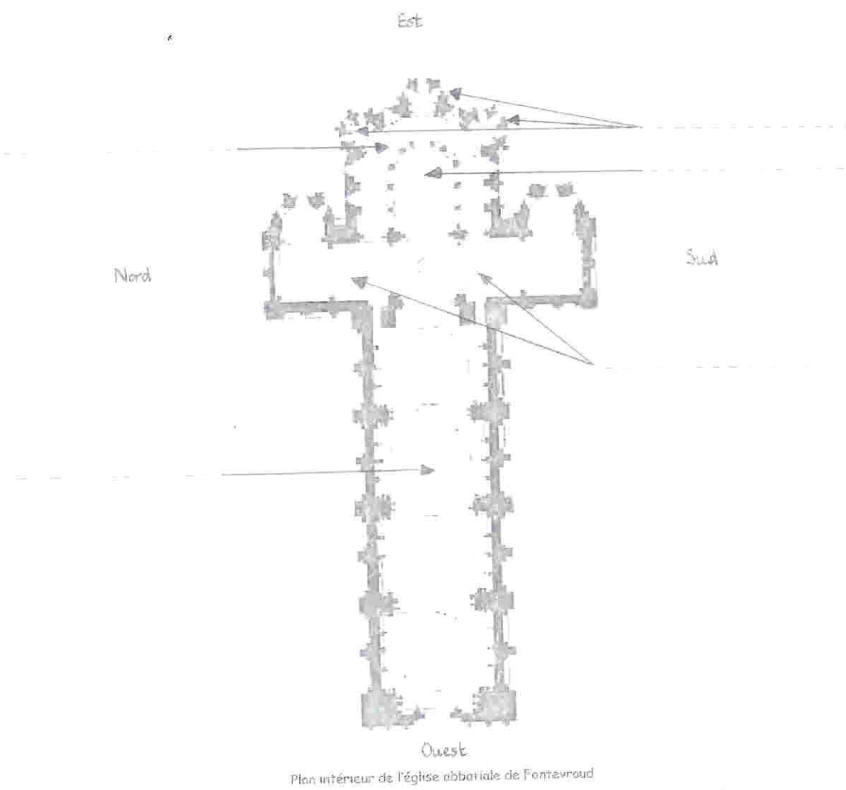 Est
Nord
Sud
Ouest
Plan intérieur de l'église abbatiale de Fontevraud